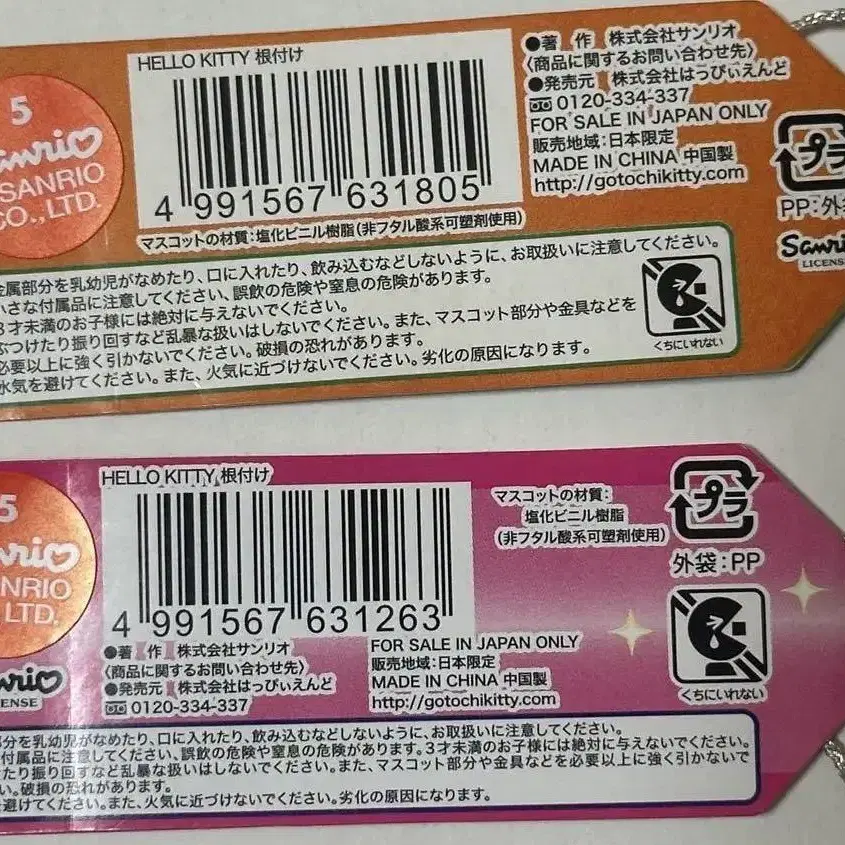 HELLO KITTY 根付け
4 991567 631805
マスコットの材質:塩化ビニル樹脂(非フタル酸系可塑剤使用)
●著 作 株式会社サンリオ
〈商品に関するお問い合わせ先〉
●発売元 株式会社はっぴぃえんど
0120-334-337
FOR SALE IN JAPAN ONLY
販売地域:日本限定
MADE IN CHINA 中国製
http://gotochikitty.com
プラ
PP:外
5
SANRIO
CO.,LTD.
金属部分を乳幼児がなめたり、口に入れたり、飲み込むなどしないように、お取扱いに注意してください。
さな付属品に注意してください、誤飲の危険や窒息の危険があります。
3才未満のお子様には絶対に与えないでください。
ぶつけたり振り回すなど乱暴な扱いはしないでください。また、マスコット部分や金具などを
必要以上に強く引かないでください。破損の恐れがあります。
水気を避けてください。また、火気に近づけないでください。劣化の原因になります。
くちにいれない
HELLO KITTY 根付け
4 991567 631263
マスコットの材質:
塩化ビニル樹脂
(非フタル酸系可塑剤使用)
プラ
外袋:PP
くちにいれない
5
NRIO
LTD.
ENSE
●著 作 株式会社サンリオ
〈商品に関するお問い合わせ先〉
●発売元 株式会社はっぴぃえんど
0120-334-337
FOR SALE IN JAPAN ONLY
販売地域:日本限定
MADE IN CHINA 中国製
http://gotochikitty.com
部分を乳幼児がなめたり、口に入れたり、飲み込むなどしないように、お取扱いに注意してください。
付属品に注意してください、誤飲の危険や窒息の危険があります。3才未満のお子様には絶対に与えないでください。
たり振り回すなど乱暴な扱いはしないでください。また、マスコット部分や金具などを必要以上に強く引かないで
い。破損の恐れがあります。
避けてください。また、火気に近づけないでください。劣化の原因になります。